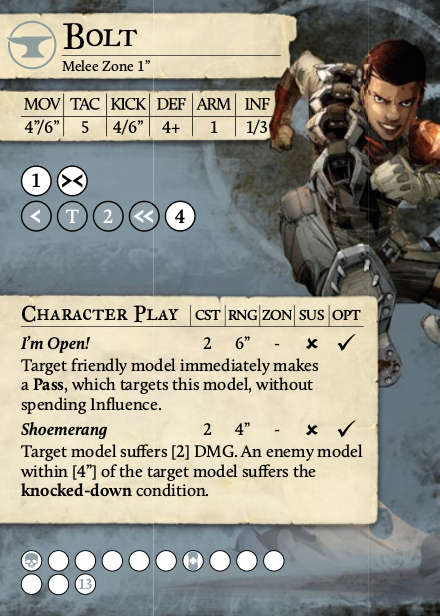 Bolt
Melee Zone 1”
MOV TAC KICK DEF ARM INF
4”/6” 5 4/6” 4+ 1 1/3
1 ><
< T 2 << 4
Character Play CST RNG ZON SUS OPT
I’m Open! 2 6” - ✘ ✓
Target friendly model immediately makes
a Pass, which targets this model, without
spending Influence.
Shoemerang 2 4” - ✘ ✓
Target model suffers [2] DMG. An enemy model
within [4”] of the target model suffers the
knocked-down condition.
13